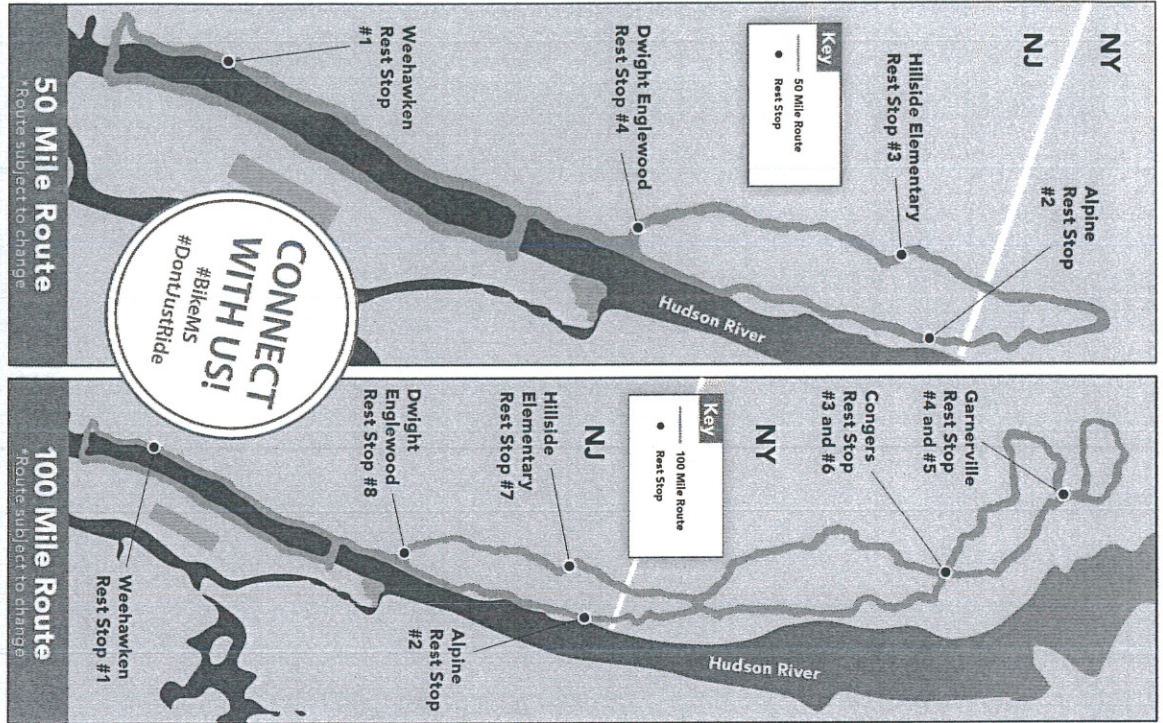 NY
NJ
Alpine
Rest Stop
#2
Hillside Elementary
Rest Stop #3
Key
50 Mile Route
Rest Stop
Dwight Englewood
Rest Stop #4
Hudson River
Weehawken
Rest Stop
#1
50 Mile Route
*Route subject to change
CONNECT
WITH US!
#BikeMS
#DontJustRide
Garnerville
Rest Stop
#4 and #5
Congers
Rest Stop
#3 and #6
NY
Key
100 Mile Route
Rest Stop
NJ
Hillside
Elementary
Rest Stop #7
Dwight
Englewood
Rest Stop #8
Alpine
Rest Stop
#2
Hudson River
Weehawken
Rest Stop #1
100 Mile Route
*Route subject to change